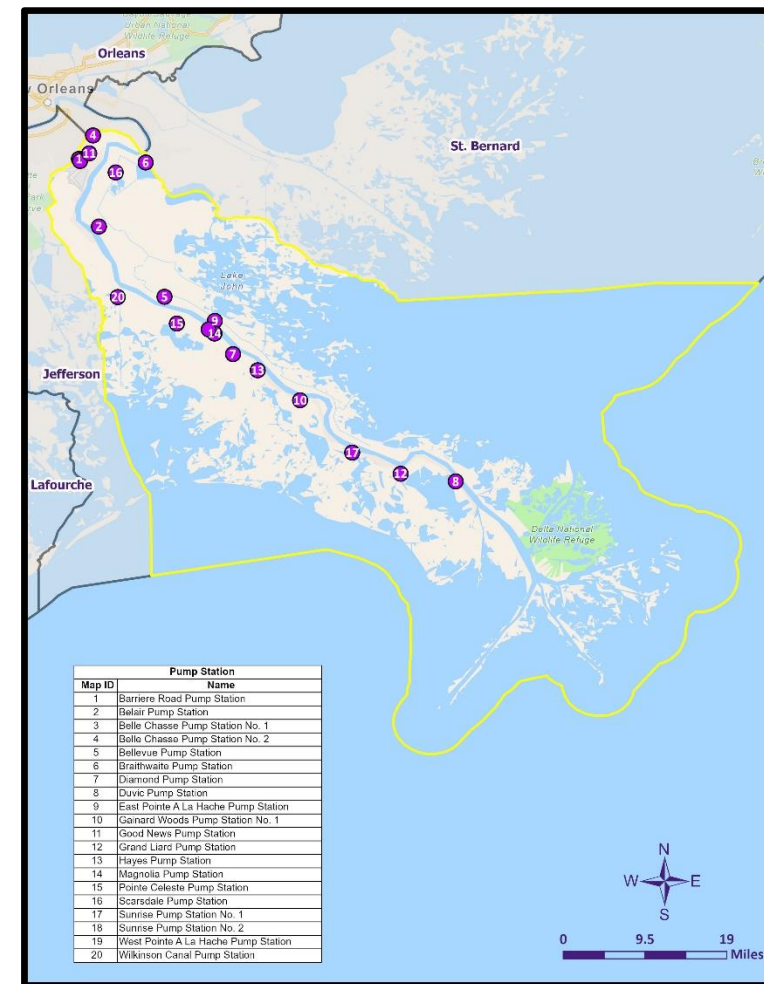 Urban National
Wildlife Refuge
Orleans
Orleans
4
11
1
16
6
St. Bernard
2
Lake
John
20
5
15
9
14
7
Jefferson
13
10
17
Lafourche
12
8
Delta National
Wildlife Refuge
Pump Station
Map ID Name
1 Barriere Road Pump Station
2 Belair Pump Station
3 Belle Chasse Pump Station No. 1
4 Belle Chasse Pump Station No. 2
5 Bellevue Pump Station
6 Braithwaite Pump Station
7 Diamond Pump Station
8 Duvic Pump Station
9 East Pointe A La Hache Pump Station
10 Gainard Woods Pump Station No. 1
11 Good News Pump Station
12 Grand Liard Pump Station
13 Hayes Pump Station
14 Magnolia Pump Station
15 Pointe Celeste Pump Station
16 Scarsdale Pump Station
17 Sunrise Pump Station No. 1
18 Sunrise Pump Station No. 2
19 West Pointe A La Hache Pump Station
20 Wilkinson Canal Pump Station
N
W E
S
0 9.5 19
Miles